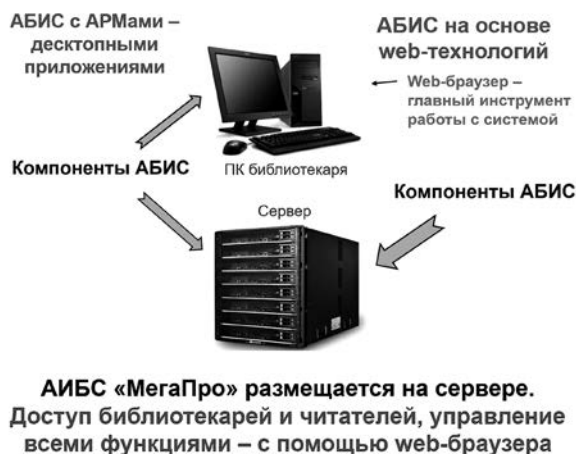 АБИС с АРМами –
десктопными
приложениями
АБИС на основе
web-технологий
Web-браузер –
главный инструмент
работы с системой
Компоненты АБИС
ПК библиотекаря
Компоненты АБИС
Сервер
АИБС «МегаПро» размещается на сервере.
Доступ библиотекарей и читателей, управление
всеми функциями – с помощью web-браузера